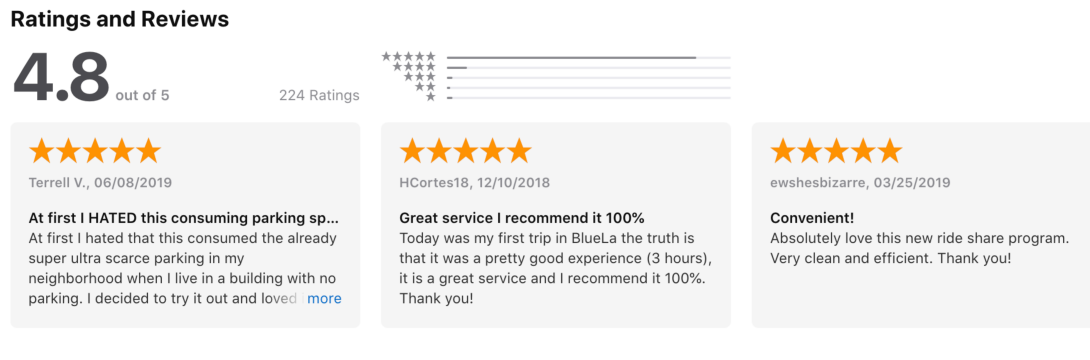 Ratings and Reviews
4.8 out of 5
224 Ratings
Terrell V., 06/08/2019
At first I HATED this consuming parking sp...
At first I hated that this consumed the already
super ultra scarce parking in my
neighborhood when I live in a building with no
parking. I decided to try it out and loved more
HCortes18, 12/10/2018
Great service I recommend it 100%
Today was my first trip in BlueLa the truth is
that it was a pretty good experience (3 hours),
it is a great service and I recommend it 100%.
Thank you!
ewshesbizarre, 03/25/2019
Convenient!
Absolutely love this new ride share program.
Very clean and efficient. Thank you!